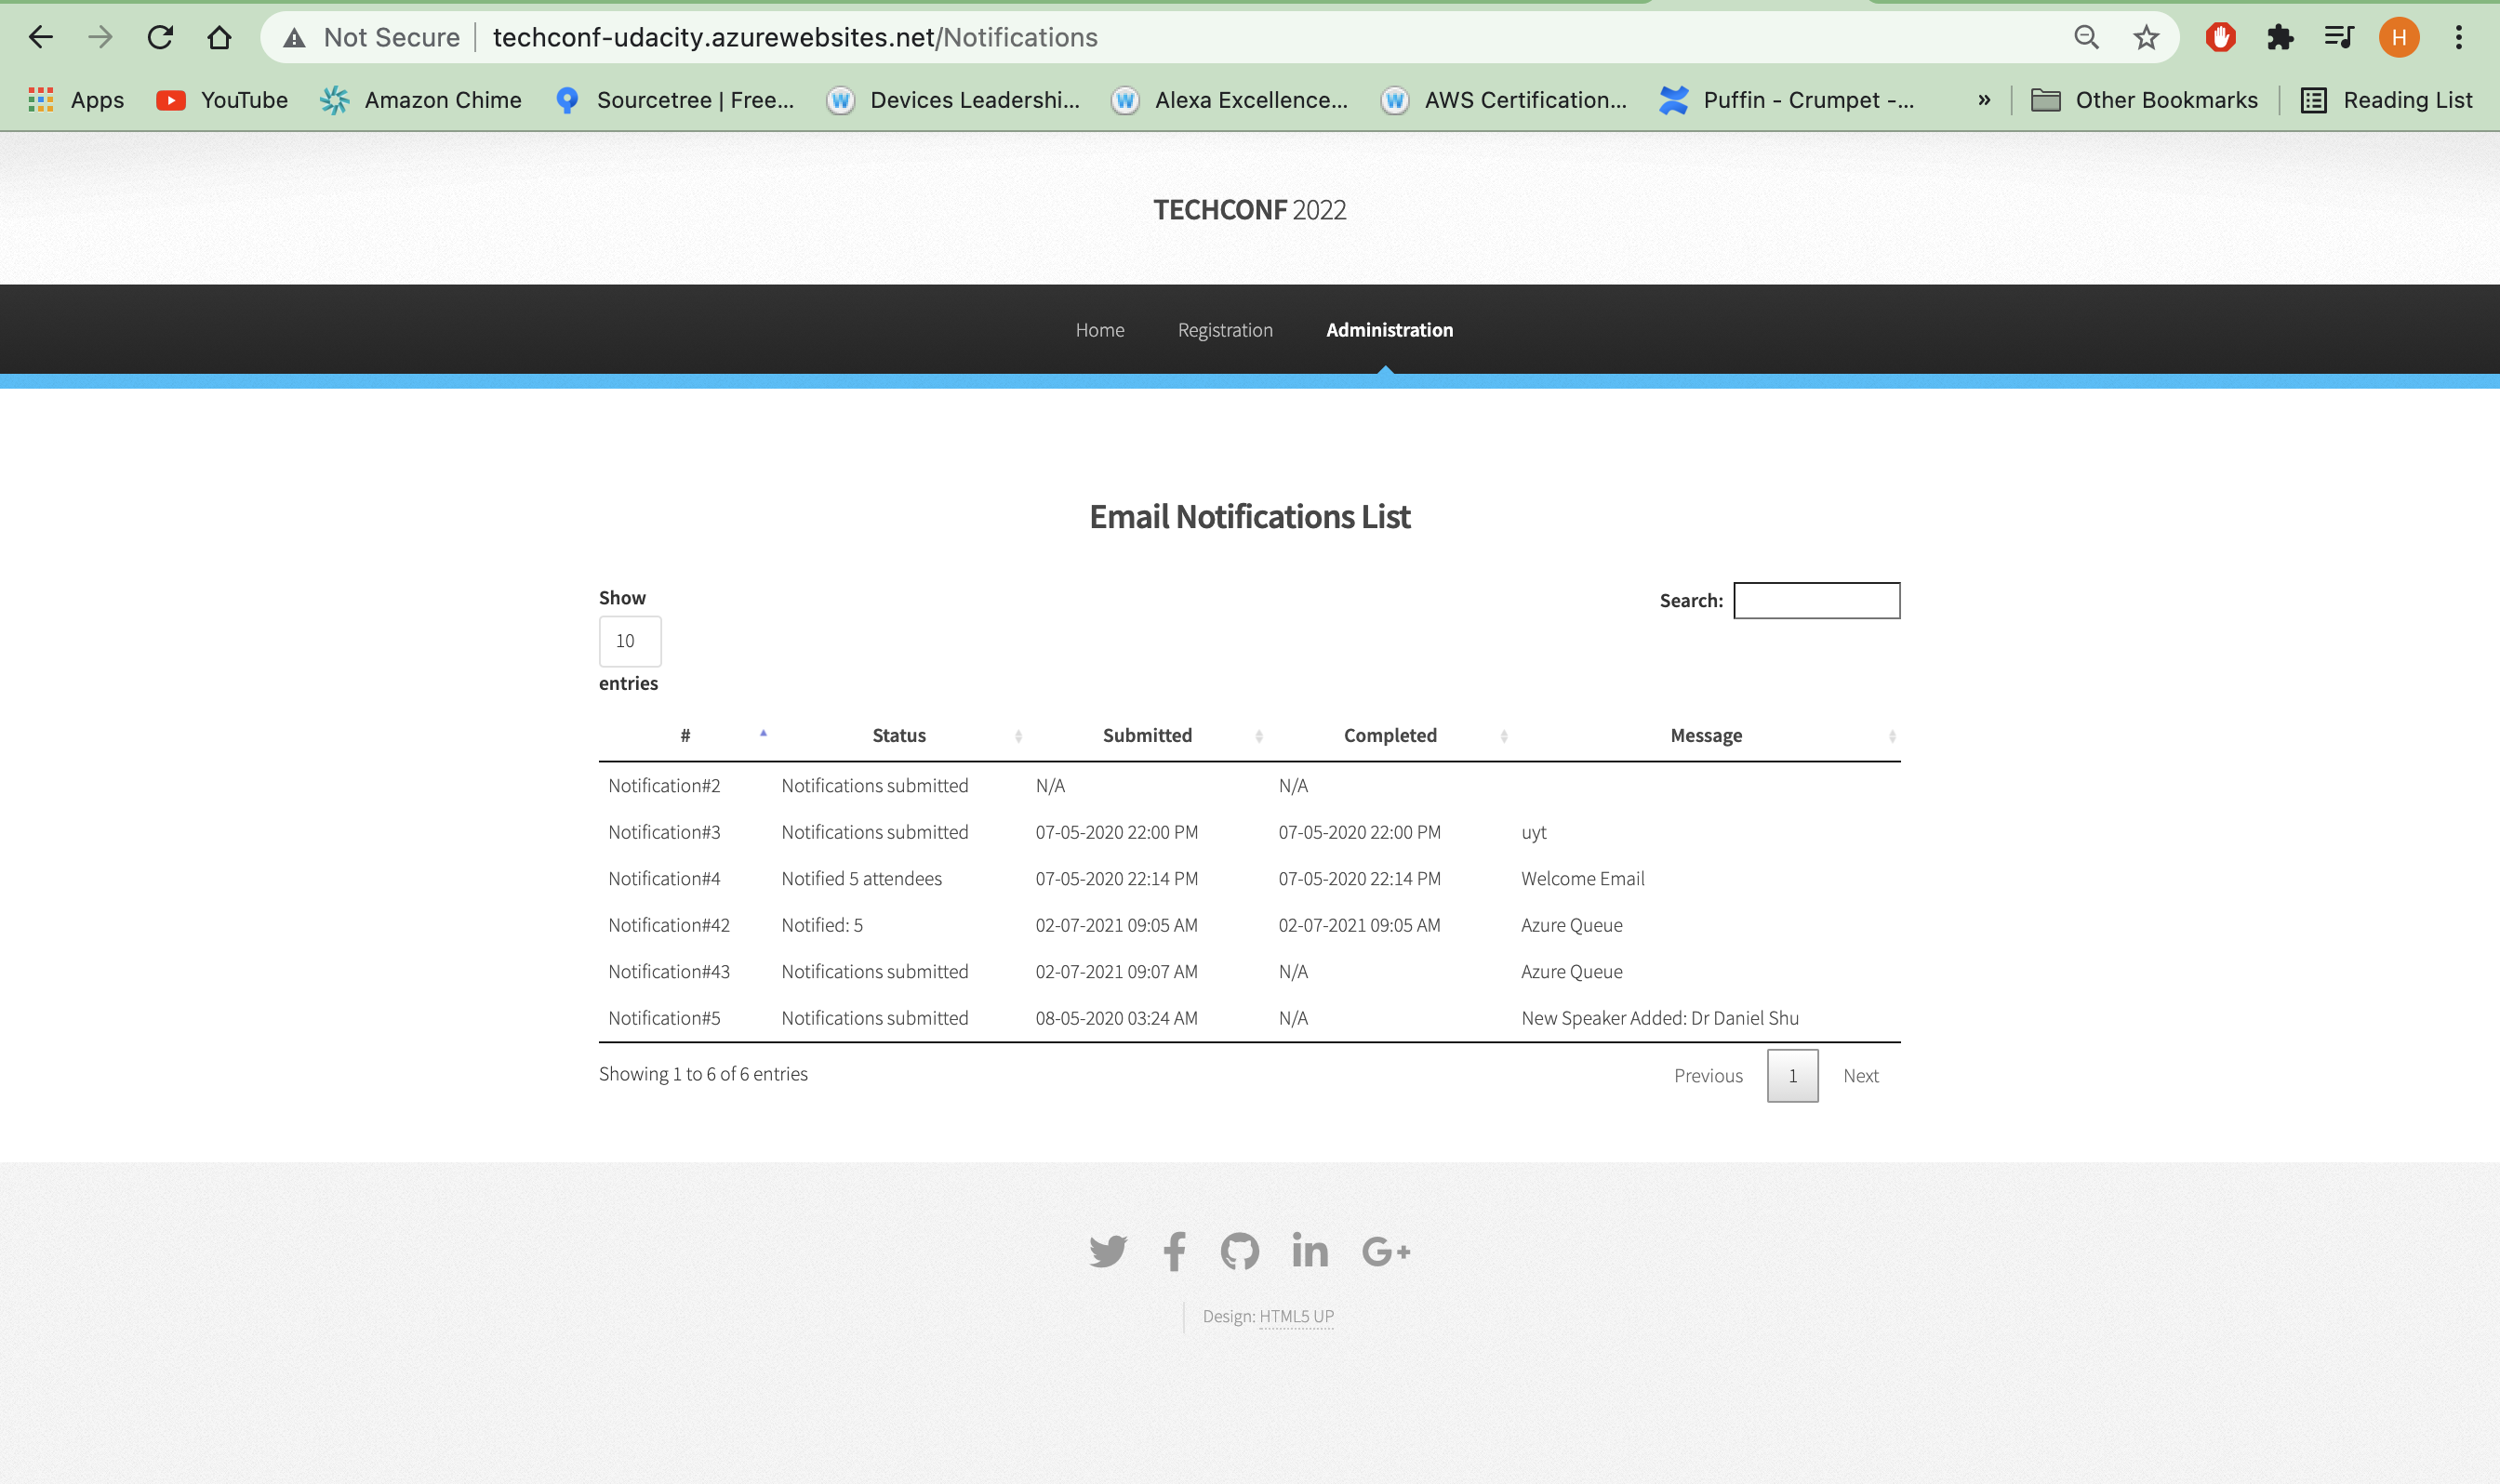 Not Secure techconf-udacity.azurewebsites.net/Notifications H
Apps YouTube Amazon Chime Sourcetree | Free... W Devices Leadershi... W Alexa Excellence... W AWS Certification... Puffin - Crumpet -... » Other Bookmarks Reading List
TECHCONF 2022
Home Registration Administration
Email Notifications List
Show
10
entries
Search:
# Status Submitted Completed Message
Notification#2 Notifications submitted N/A N/A
Notification#3 Notifications submitted 07-05-2020 22:00 PM 07-05-2020 22:00 PM uyt
Notification#4 Notified 5 attendees 07-05-2020 22:14 PM 07-05-2020 22:14 PM Welcome Email
Notification#42 Notified: 5 02-07-2021 09:05 AM 02-07-2021 09:05 AM Azure Queue
Notification#43 Notifications submitted 02-07-2021 09:07 AM N/A Azure Queue
Notification#5 Notifications submitted 08-05-2020 03:24 AM N/A New Speaker Added: Dr Daniel Shu
Showing 1 to 6 of 6 entries
Previous 1 Next
Design: HTML5 UP